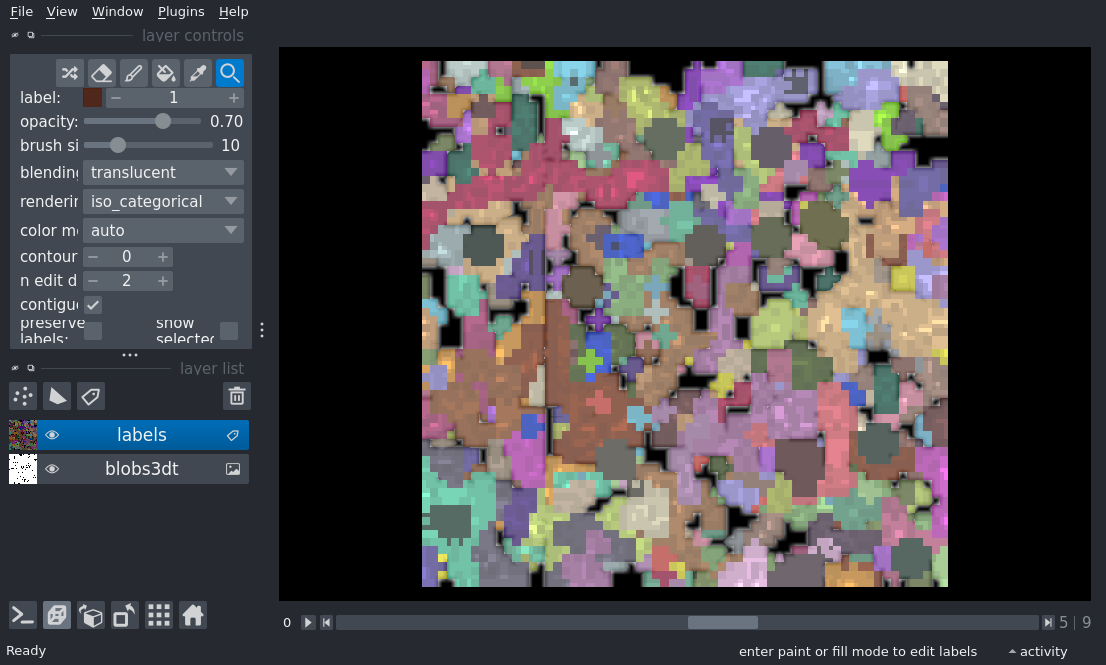 File View Window Plugins Help
layer controls
label: 1
opacity: 0.70
brush si 10
blending translucent
renderir iso_categorical
color m auto
contour 0
n edit d 2
contigu
preserve labels: show selected
layer list
labels
blobs3dt
0 5 | 9
Ready enter paint or fill mode to edit labels activity